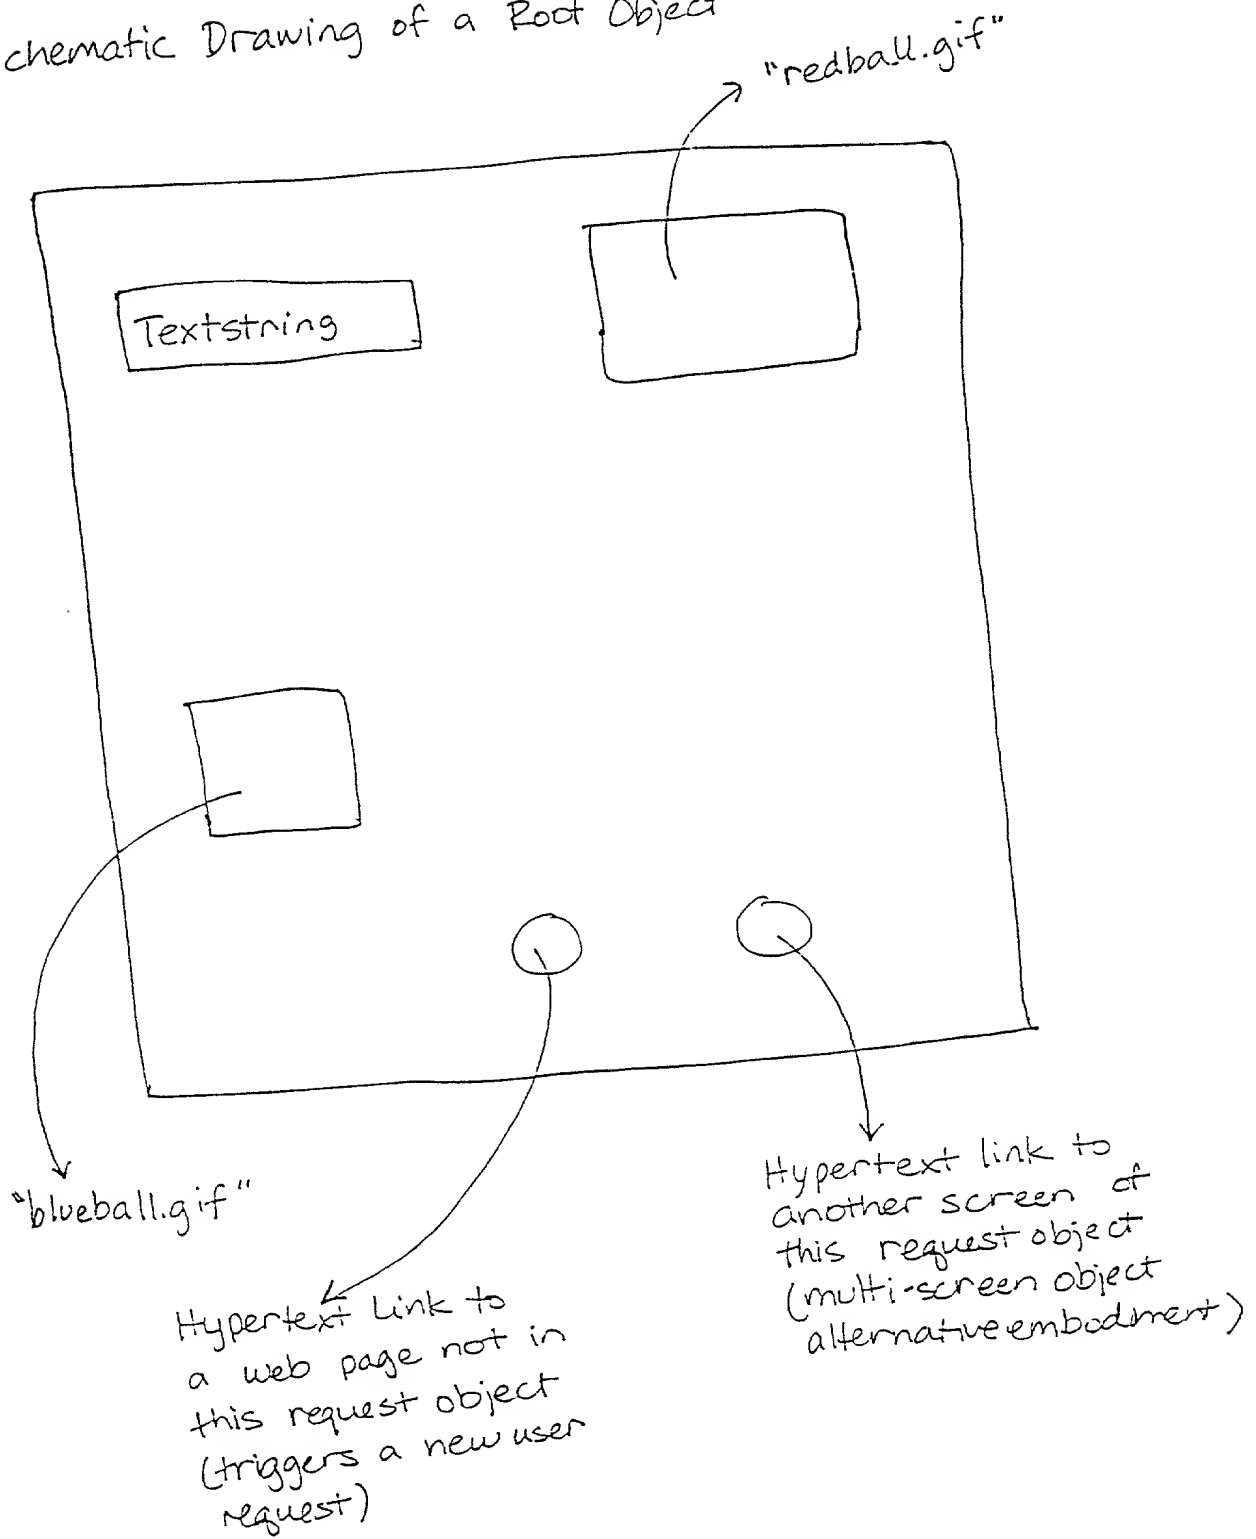 chematic Drawing of a Root Object
"redball.gif"
Textstring
"blueball.gif"
Hypertext link to
another screen of
this request object
(multi-screen object
alternative embodiment)
Hypertext Link to
a web page not in
this request object
(triggers a new user
request)